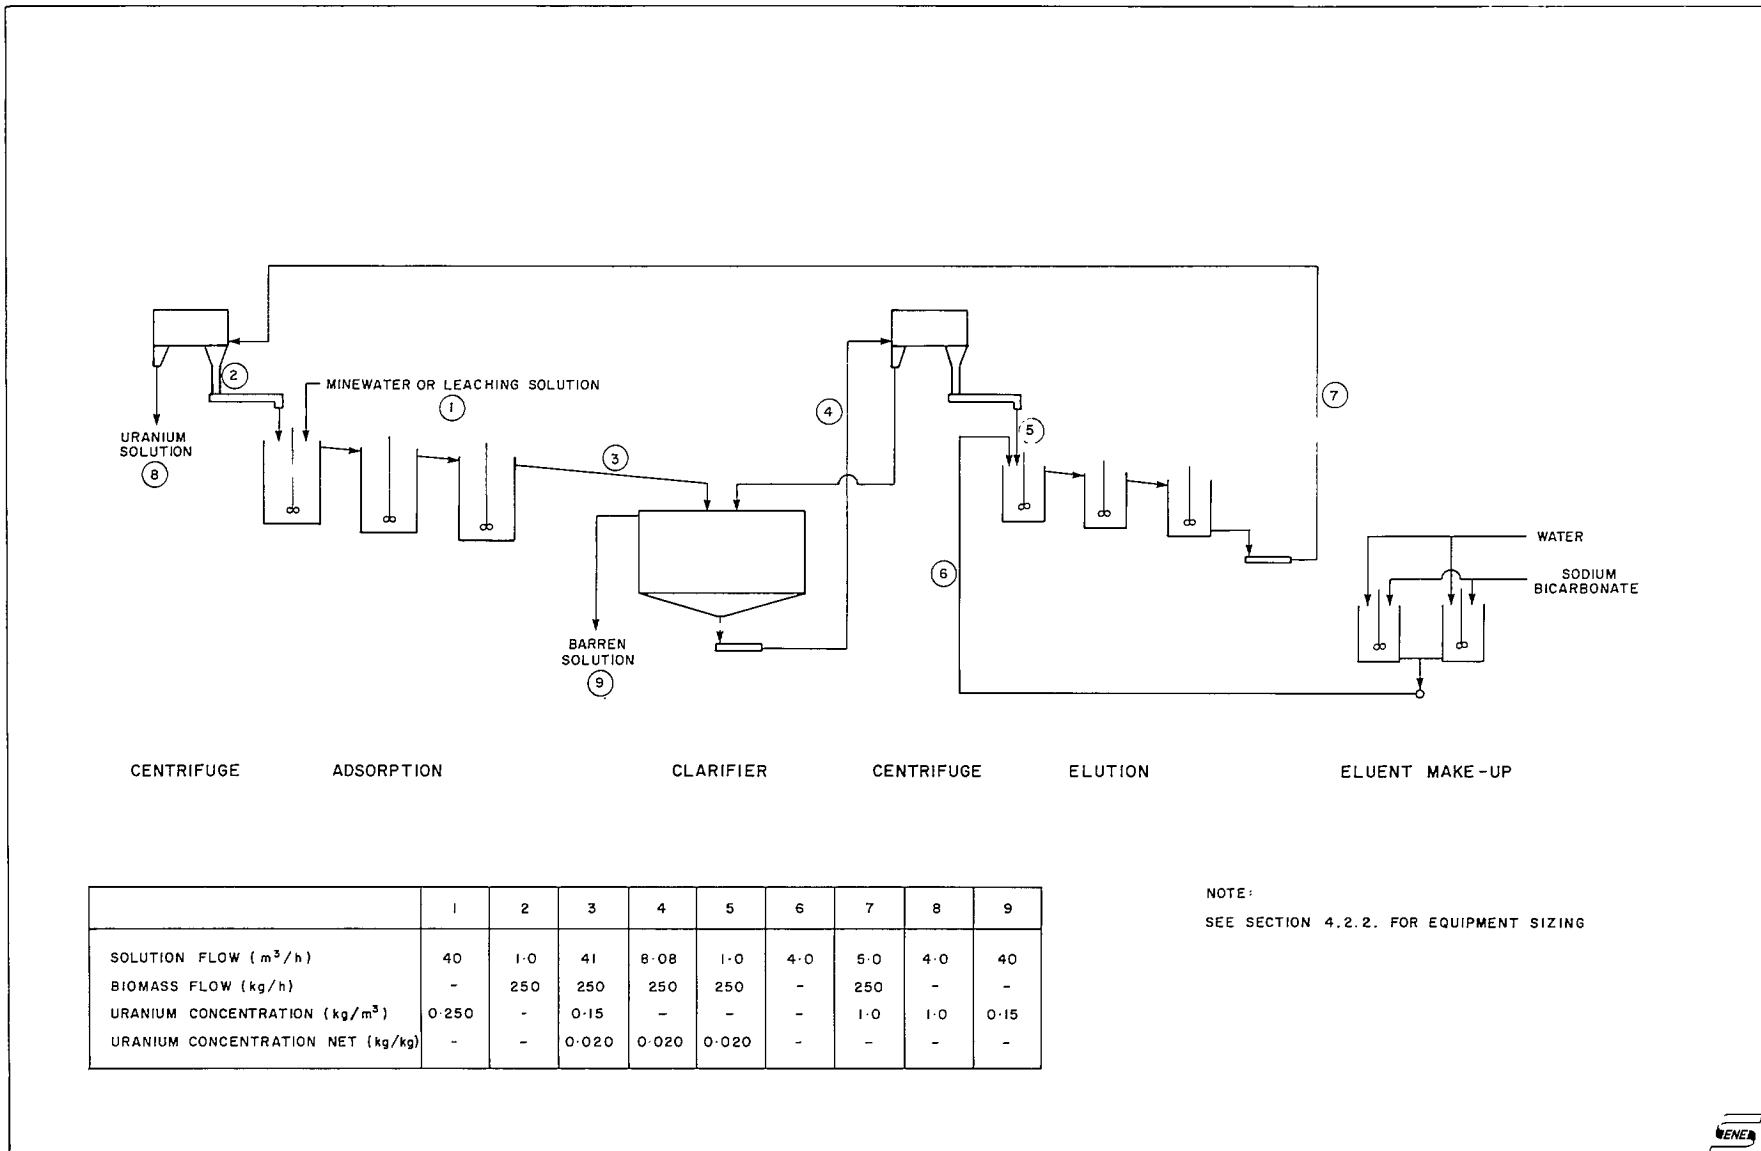 MINEWATER OR LEACHING SOLUTION
1
2
URANIUM
SOLUTION
8
3
4
5
6
7
BARREN
SOLUTION
9
WATER
SODIUM
BICARBONATE
CENTRIFUGE
ADSORPTION
CLARIFIER
CENTRIFUGE
ELUTION
ELUENT MAKE-UP
1 2 3 4 5 6 7 8 9
SOLUTION FLOW (m³/h) 40 1·0 41 8·08 1·0 4·0 5·0 4·0 40
BIOMASS FLOW (kg/h) - 250 250 250 250 - 250 - -
URANIUM CONCENTRATION (kg/m³) 0·250 - 0·15 - - - 1·0 1·0 0·15
URANIUM CONCENTRATION NET (kg/kg) - - 0·020 0·020 0·020 - - - -
NOTE:
SEE SECTION 4.2.2. FOR EQUIPMENT SIZING